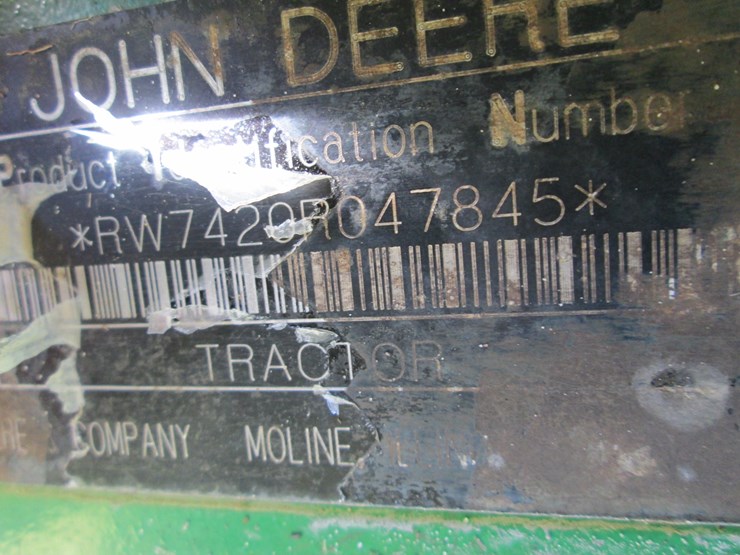 JOHN DEERE
Product Identification Number
*RW7420R047845*
TRACTOR
COMPANY MOLINE